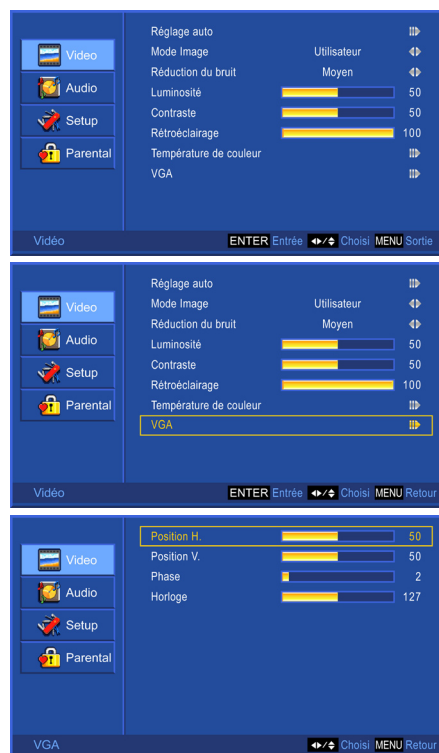 Video
Audio
Setup
Parental
Réglage auto
Mode Image Utilisateur
Réduction du bruit Moyen
Luminosité 50
Contraste 50
Rétroéclairage 100
Température de couleur
VGA
Vidéo ENTER Entrée Choisi MENU Sortie
Video
Audio
Setup
Parental
Réglage auto
Mode Image Utilisateur
Réduction du bruit Moyen
Luminosité 50
Contraste 50
Rétroéclairage 100
Température de couleur
VGA
Vidéo ENTER Entrée Choisi MENU Retour
Video
Audio
Setup
Parental
Position H. 50
Position V. 50
Phase 2
Horloge 127
VGA Choisi MENU Retour